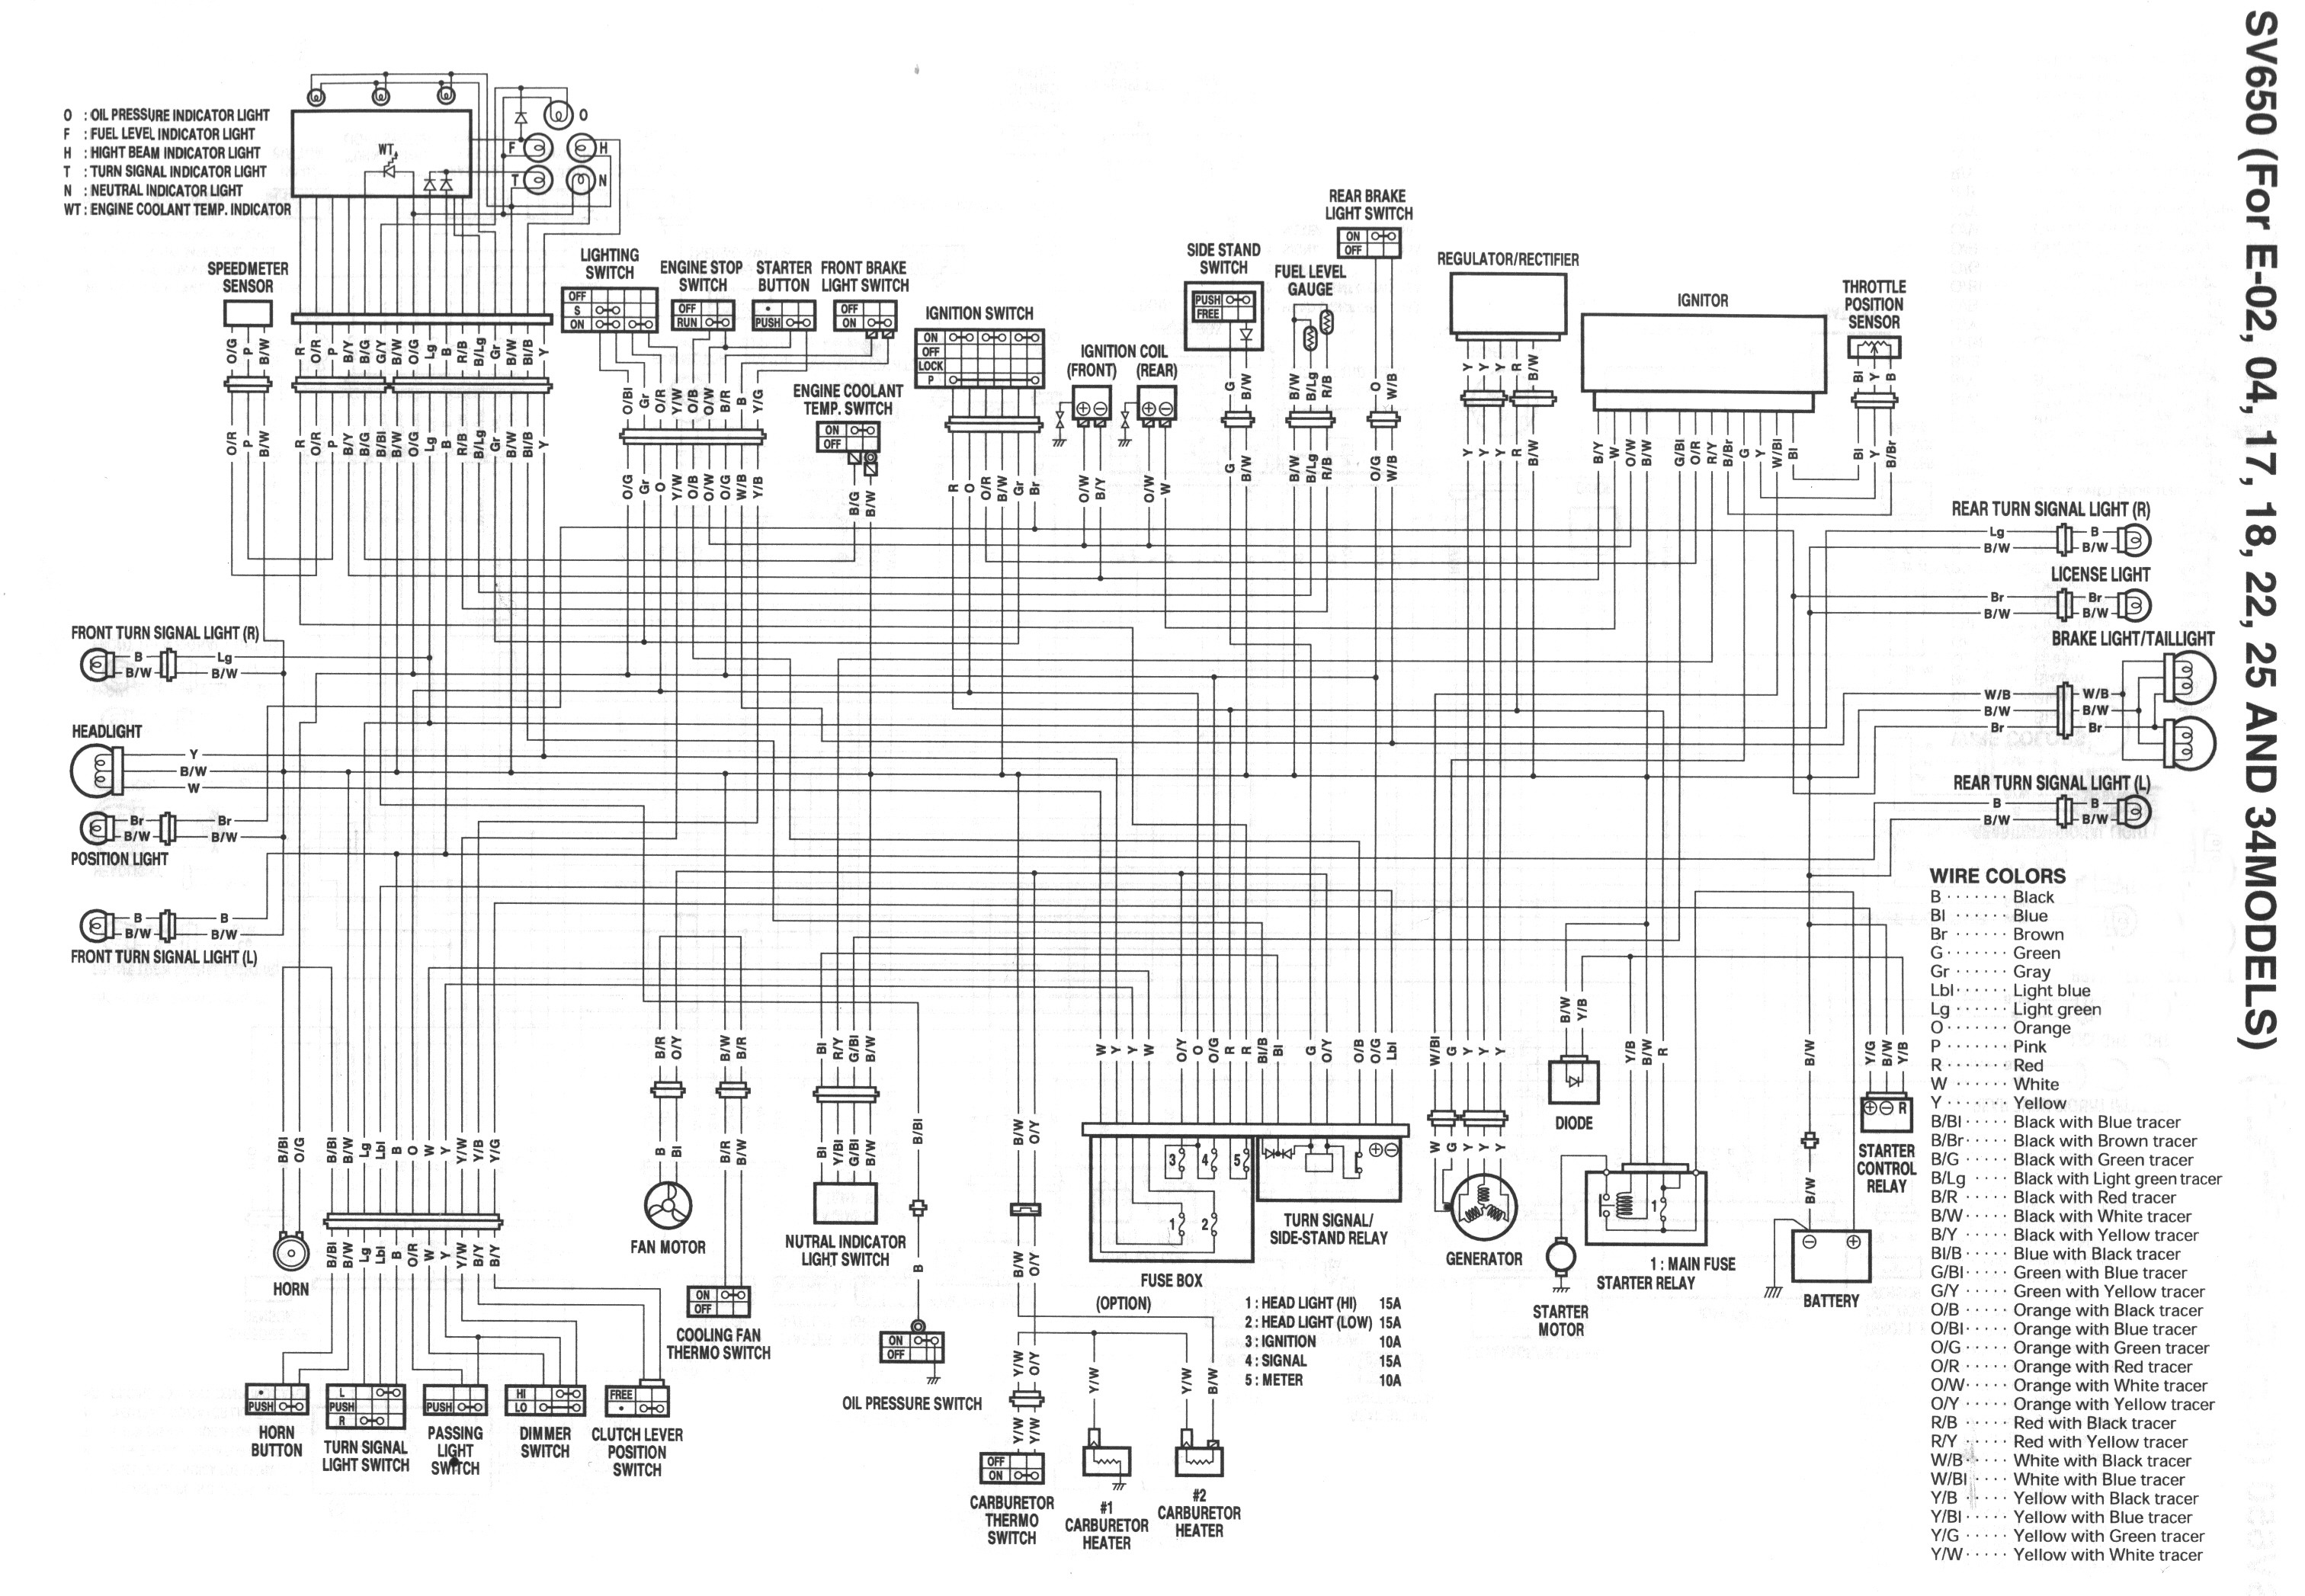 SV650 (For E-02, 04, 17, 18, 22, 25 AND 34MODELS)
O : OIL PRESSURE INDICATOR LIGHT
F : FUEL LEVEL INDICATOR LIGHT
H : HIGHT BEAM INDICATOR LIGHT
T : TURN SIGNAL INDICATOR LIGHT
N : NEUTRAL INDICATOR LIGHT
WT : ENGINE COOLANT TEMP. INDICATOR
WT
O
F
H
T
N
SPEEDMETER
SENSOR
O/G P B/W
R O/R P B/Y B/G G/Y B/W O/G Lg B R/B B/Lg Gr B/W Bl/B Y
O/R P B/W
R O/R P B/Y B/G B/Bl B/W O/G Lg B R/B B/Lg Gr B/W Bl/B Y
LIGHTING
SWITCH
OFF
S
ON
ENGINE STOP
SWITCH
OFF
RUN
STARTER
BUTTON
•
PUSH
FRONT BRAKE
LIGHT SWITCH
OFF
ON
O/Bl Gr O/R Y/W O/B O/W B/R B Y/G
O/G Gr O Y/W O/B O/W O/G W/B Y/B
ENGINE COOLANT
TEMP. SWITCH
ON
OFF
B/G B/W
IGNITION SWITCH
ON
OFF
LOCK
P
R O O/R B/W Gr Br
IGNITION COIL
(FRONT) (REAR)
O/W B/Y O/W W
SIDE STAND
SWITCH
PUSH
FREE
G B/W
G B/W
FUEL LEVEL
GAUGE
B/W B/Lg R/B
B/W B/Lg R/B
REAR BRAKE
LIGHT SWITCH
ON
OFF
O W/B
O/G W/B
REGULATOR/RECTIFIER
Y Y Y R B/W
Y Y Y R B/W
IGNITOR
B/Y W O/W B/W G/Bl O/R R/Y B/Br G Y W/Bl Bl
THROTTLE
POSITION
SENSOR
Bl Y B
Bl Y B/Br
REAR TURN SIGNAL LIGHT (R)
Lg B
B/W B/W
LICENSE LIGHT
Br Br
B/W B/W
BRAKE LIGHT/TAILLIGHT
W/B W/B
B/W B/W
Br Br
REAR TURN SIGNAL LIGHT (L)
B B
B/W B/W
FRONT TURN SIGNAL LIGHT (R)
B Lg
B/W B/W
HEADLIGHT
Y
B/W
W
Br Br
B/W B/W
POSITION LIGHT
B B
B/W B/W
FRONT TURN SIGNAL LIGHT (L)
B/Bl O/G B/Bl B/W Lg Lbl B O W Y Y/W Y/B Y/G
B/Bl B/W Lg Lbl B O/R W Y Y/W B/Y B/Y
HORN
•
PUSH
HORN
BUTTON
L
PUSH
R
TURN SIGNAL
LIGHT SWITCH
PUSH
PASSING
LIGHT
SWITCH
HI
LO
DIMMER
SWITCH
FREE
•
CLUTCH LEVER
POSITION
SWITCH
B/R O/Y
B Bl
FAN MOTOR
B/W B/R
B/R B/W
ON
OFF
COOLING FAN
THERMO SWITCH
Bl R/Y G/Bl B/W
Bl Y/Bl G/Bl B/W
NUTRAL INDICATOR
LIGHT SWITCH
B/Bl
B
ON
OFF
OIL PRESSURE SWITCH
B/W O/Y
B/W O/Y
Y/W O/Y
Y/W Y/W
OFF
ON
CARBURETOR
THERMO
SWITCH
(OPTION)
Y/W
#1
CARBURETOR
HEATER
Y/W B/W
#2
CARBURETOR
HEATER
W Y Y W O/Y O O/G R R Bl/B Bl G O/Y O/B O/G Lbl
3 4 5
1 2
FUSE BOX
TURN SIGNAL/
SIDE-STAND RELAY
1 : HEAD LIGHT (HI) 15A
2 : HEAD LIGHT (LOW) 15A
3 : IGNITION 10A
4 : SIGNAL 15A
5 : METER 10A
W/Bl G Y Y Y
W G Y Y Y
GENERATOR
B/W Y/B
DIODE
Y/B B/W R
1
1 : MAIN FUSE
STARTER RELAY
STARTER
MOTOR
B/W
B/W
BATTERY
Y/G B/W Y/B
R
STARTER
CONTROL
RELAY
WIRE COLORS
B ······· Black
Bl ······ Blue
Br ······ Brown
G ······· Green
Gr ······ Gray
Lbl ······ Light blue
Lg ······ Light green
O ······· Orange
P ······· Pink
R ······· Red
W ······ White
Y ······· Yellow
B/Bl ····· Black with Blue tracer
B/Br ····· Black with Brown tracer
B/G ····· Black with Green tracer
B/Lg ····· Black with Light green tracer
B/R ····· Black with Red tracer
B/W ····· Black with White tracer
B/Y ····· Black with Yellow tracer
Bl/B ····· Blue with Black tracer
G/Bl ····· Green with Blue tracer
G/Y ····· Green with Yellow tracer
O/B ····· Orange with Black tracer
O/Bl ····· Orange with Blue tracer
O/G ····· Orange with Green tracer
O/R ····· Orange with Red tracer
O/W ····· Orange with White tracer
O/Y ····· Orange with Yellow tracer
R/B ····· Red with Black tracer
R/Y ····· Red with Yellow tracer
W/B ····· White with Black tracer
W/Bl ····· White with Blue tracer
Y/B ····· Yellow with Black tracer
Y/Bl ····· Yellow with Blue tracer
Y/G ····· Yellow with Green tracer
Y/W ····· Yellow with White tracer